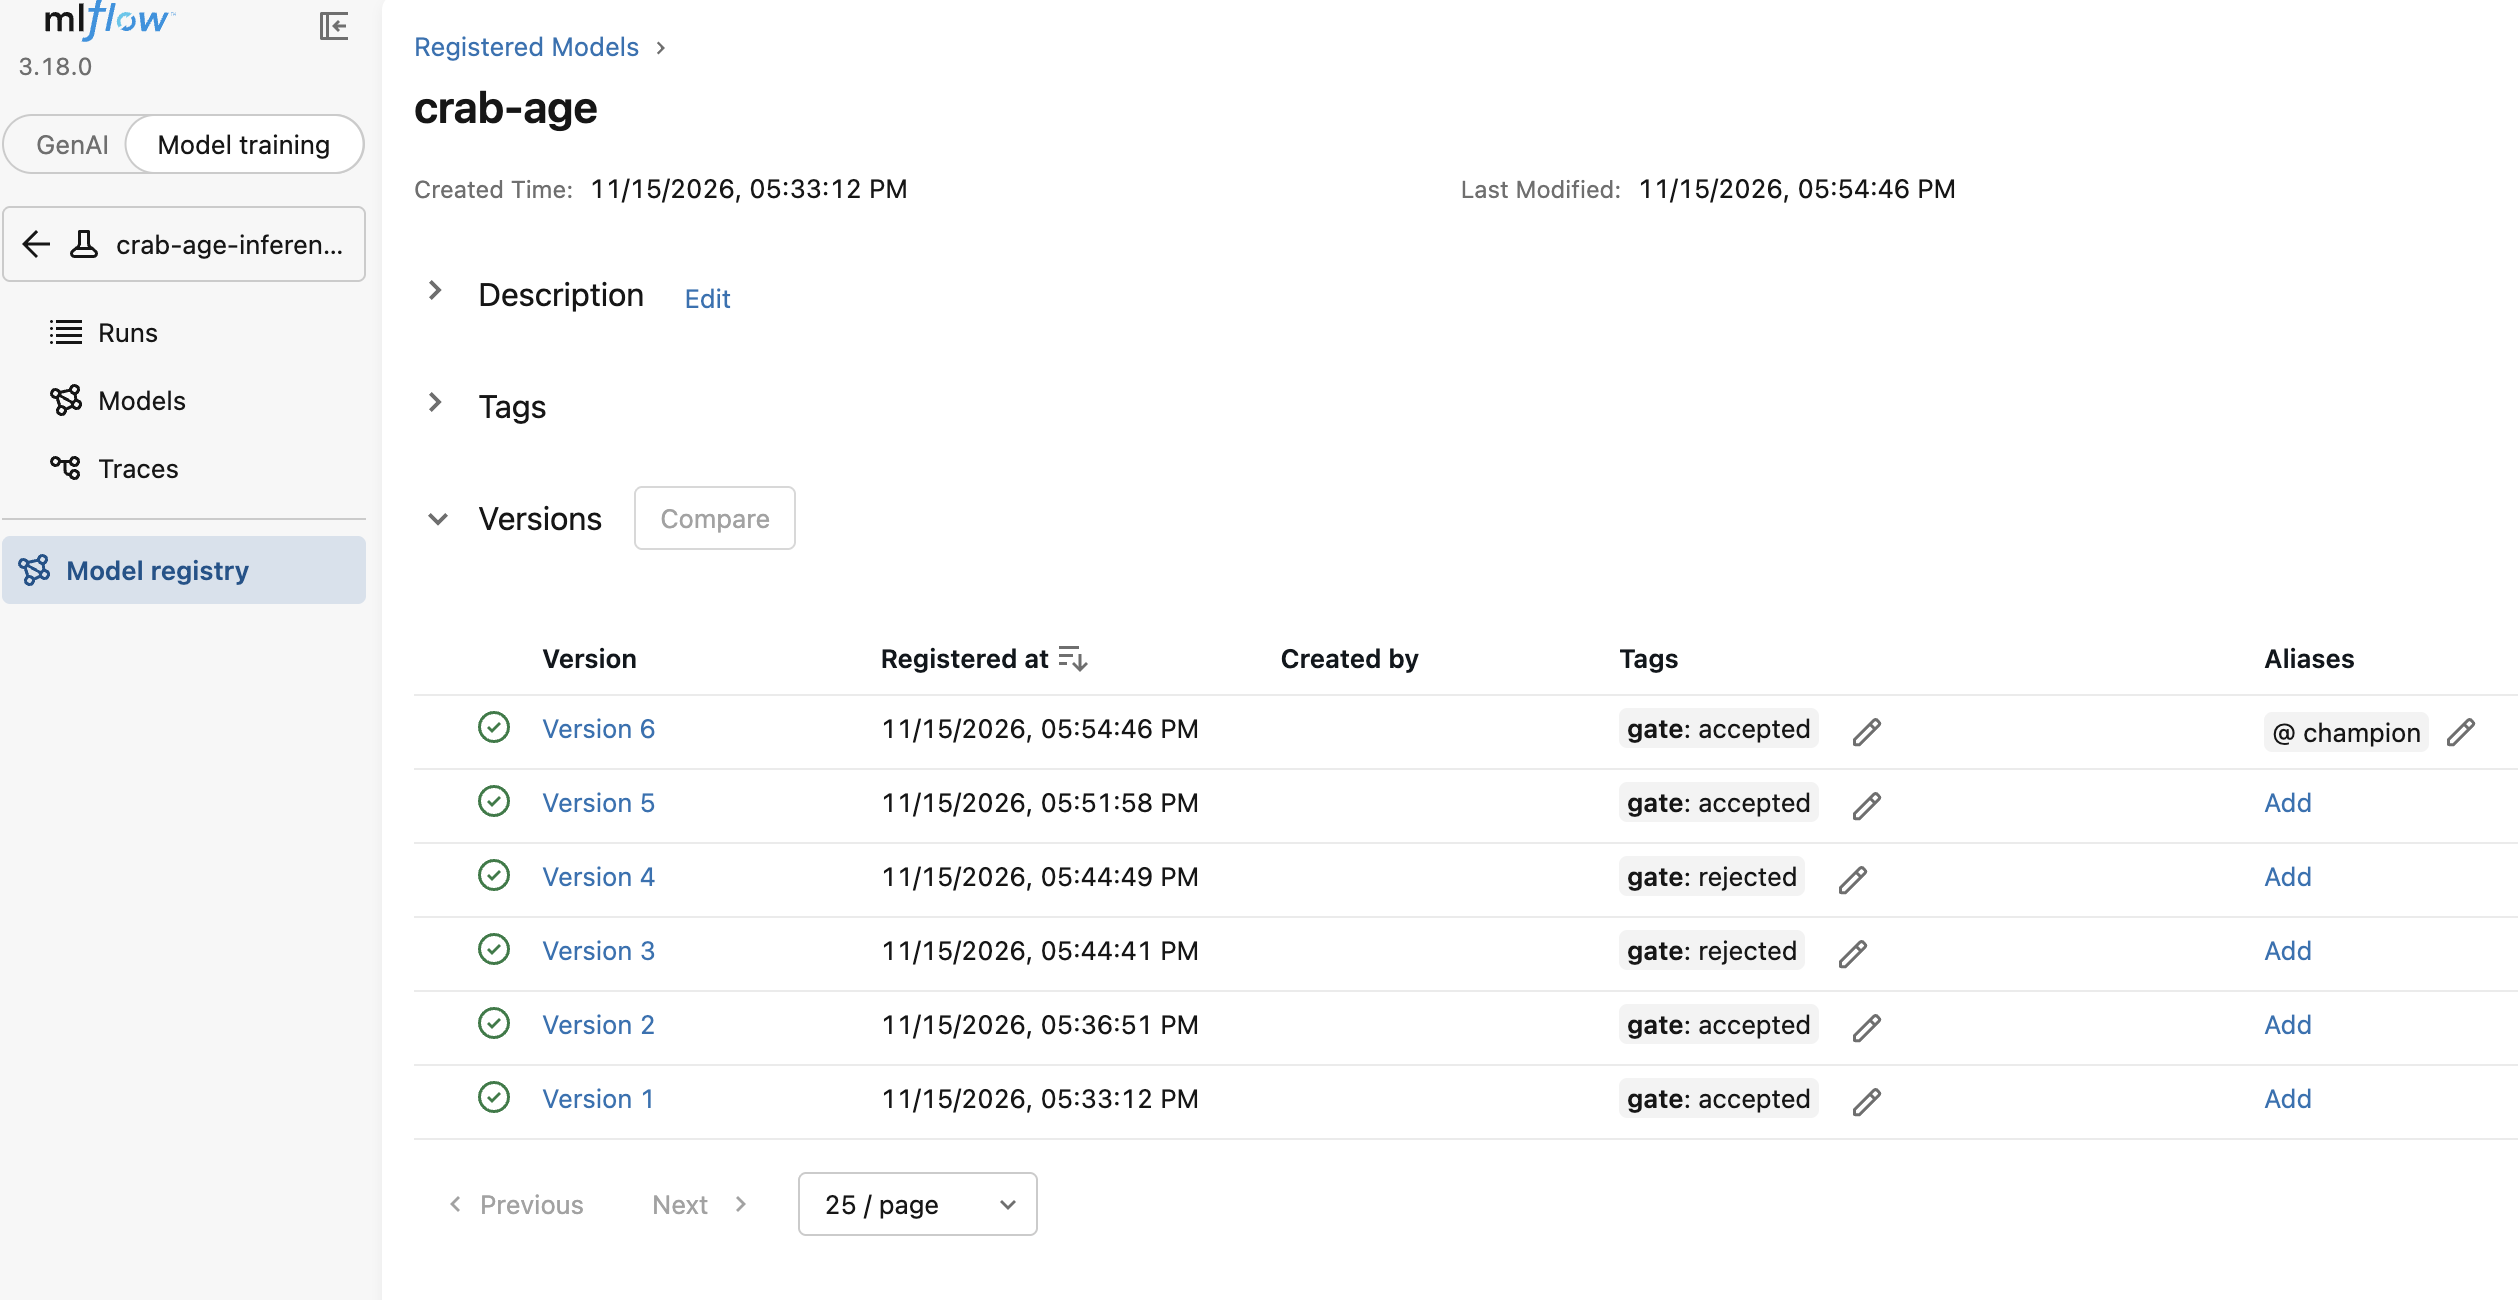 mlflow™
3.18.0
GenAI Model training
crab-age-inferen...
Runs
Models
Traces
Model registry
Registered Models
crab-age
Created Time: 11/15/2026, 05:33:12 PM Last Modified: 11/15/2026, 05:54:46 PM
Description Edit
Tags
Versions Compare
Version Registered at Created by Tags Aliases
Version 6 11/15/2026, 05:54:46 PM gate: accepted @ champion
Version 5 11/15/2026, 05:51:58 PM gate: accepted Add
Version 4 11/15/2026, 05:44:49 PM gate: rejected Add
Version 3 11/15/2026, 05:44:41 PM gate: rejected Add
Version 2 11/15/2026, 05:36:51 PM gate: accepted Add
Version 1 11/15/2026, 05:33:12 PM gate: accepted Add
Previous Next 25 / page